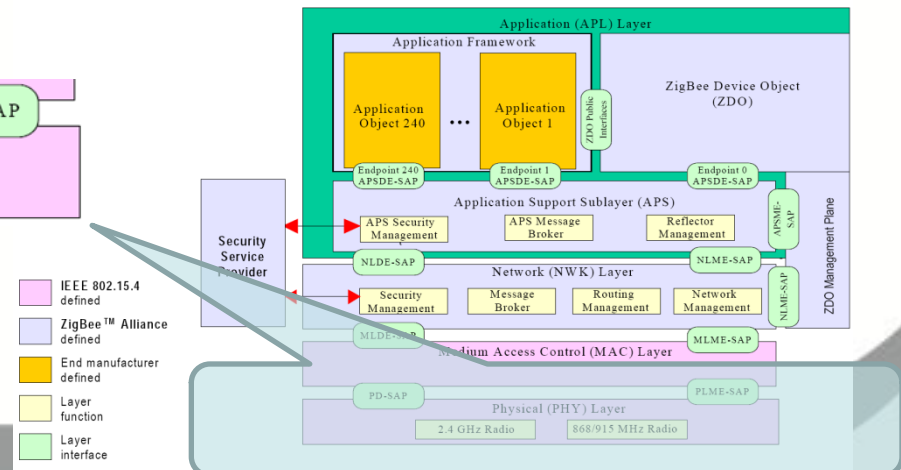 Application (APL) Layer
Application Framework
ZigBee Device Object
(ZDO)
AP
Application
Object 240
...
Application
Object 1
ZDO Public
Interfaces
Endpoint 240
APSDE-SAP
Endpoint 1
APSDE-SAP
Endpoint 0
APSDE-SAP
Application Support Sublayer (APS)
APS Security
Management
APS Message
Broker
Reflector
Management
APSME-
SAP
Security
Service
Provider
NLDE-SAP
NLME-SAP
ZDO Management Plane
Network (NWK) Layer
Security
Management
Message
Broker
Routing
Management
Network
Management
NLME-SAP
IEEE 802.15.4
defined
ZigBee™ Alliance
defined
End manufacturer
defined
Layer
function
Layer
interface
MLDE-SAP
MLME-SAP
Medium Access Control (MAC) Layer
PD-SAP
PLME-SAP
Physical (PHY) Layer
2.4 GHz Radio
868/915 MHz Radio